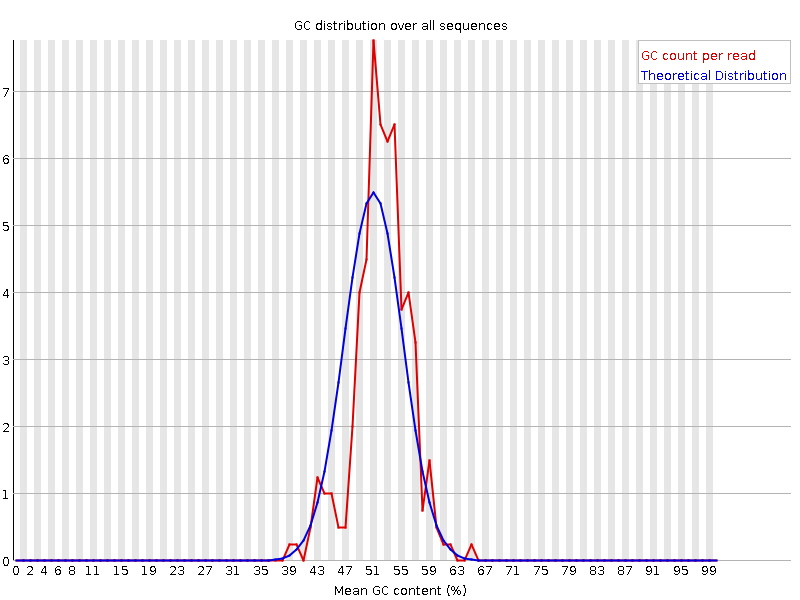 GC distribution over all sequences
GC count per read
Theoretical Distribution
7
6
5
4
3
2
1
0
0 2 4 6 8 11 15 19 23 27 31 35 39 43 47 51 55 59 63 67 71 75 79 83 87 91 95 99
Mean GC content (%)